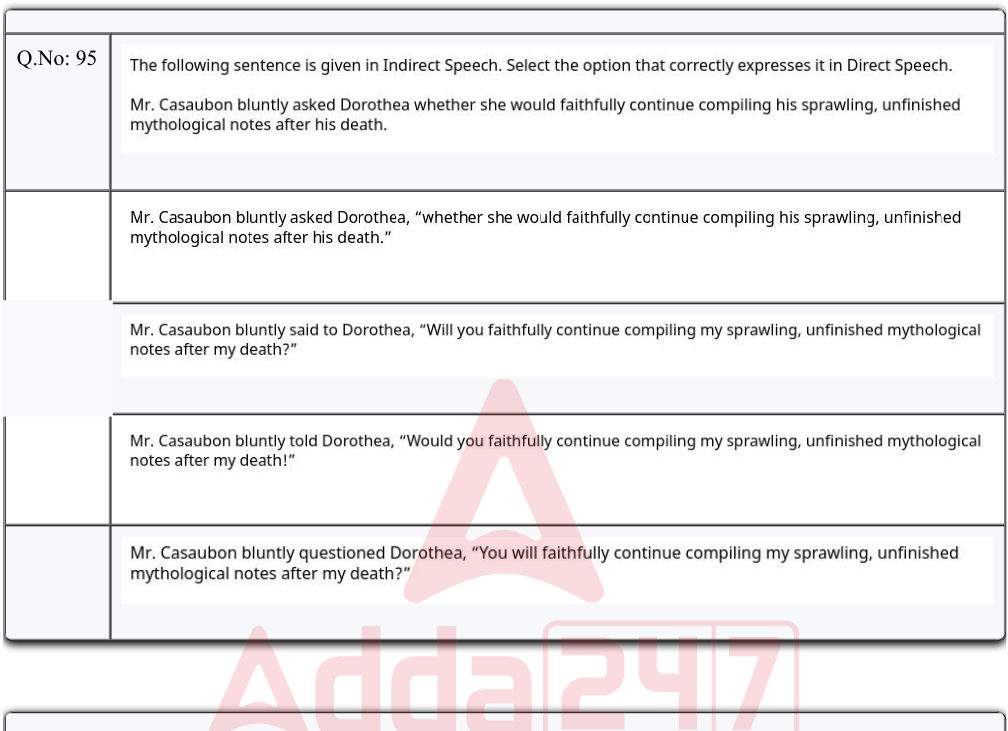 Q.No: 95
The following sentence is given in Indirect Speech. Select the option that correctly expresses it in Direct Speech.
Mr. Casaubon bluntly asked Dorothea whether she would faithfully continue compiling his sprawling, unfinished
mythological notes after his death.
Mr. Casaubon bluntly asked Dorothea, “whether she would faithfully continue compiling his sprawling, unfinished
mythological notes after his death.”
Mr. Casaubon bluntly said to Dorothea, “Will you faithfully continue compiling my sprawling, unfinished mythological
notes after my death?”
Mr. Casaubon bluntly told Dorothea, “Would you faithfully continue compiling my sprawling, unfinished mythological
notes after my death!”
Mr. Casaubon bluntly questioned Dorothea, “You will faithfully continue compiling my sprawling, unfinished
mythological notes after my death?”
Adda247